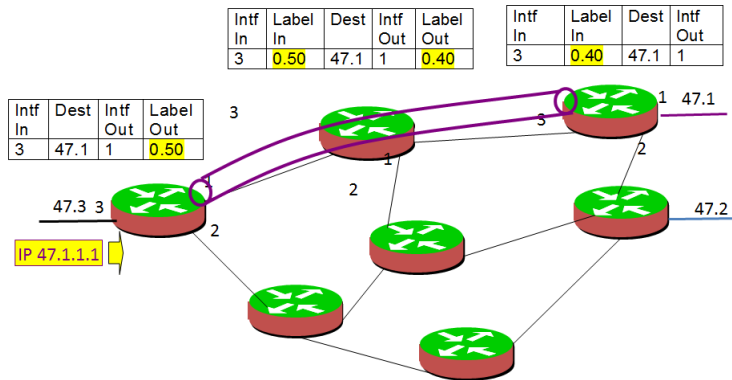 Intf In Label In Dest Intf Out Label Out
3 0.50 47.1 1 0.40
Intf In Label In Dest Intf Out
3 0.40 47.1 1
Intf In Dest Intf Out Label Out
3 47.1 1 0.50
3
1 47.1
3
2
1
1
2
47.3 3
47.2
2
IP 47.1.1.1